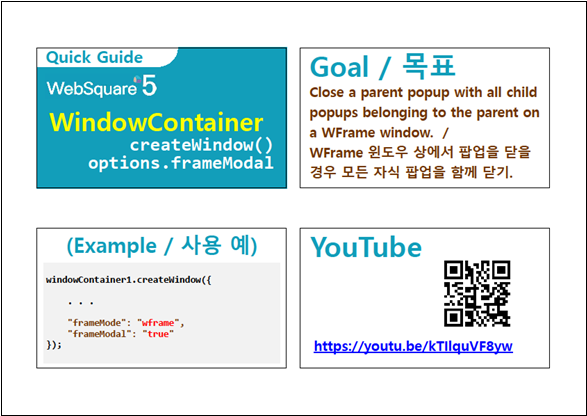 Quick Guide
WebSquare 5
WindowContainer
createWindow()
options.frameModal
Goal / 목표
Close a parent popup with all child
popups belonging to the parent on
a WFrame window. /
WFrame 윈도우 상에서 팝업을 닫을
경우 모든 자식 팝업을 함께 닫기.
(Example / 사용 예)
windowContainer1.createWindow({
. . .
"frameMode": "wframe",
"frameModal": "true"
});
YouTube
https://youtu.be/kTIlquVF8yw